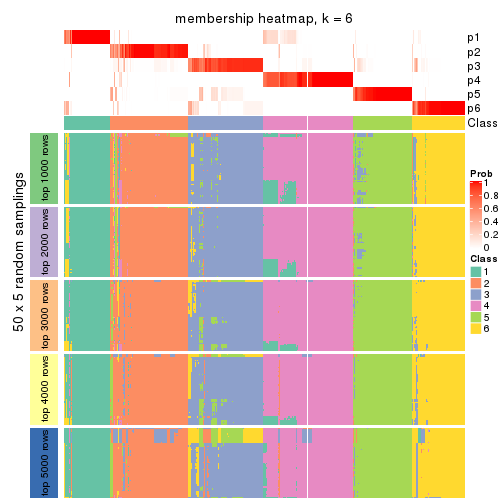 membership heatmap, k = 6
p1
p2
p3
p4
p5
p6
Class
50 x 5 random samplings
top 1000 rows
top 2000 rows
top 3000 rows
top 4000 rows
top 5000 rows
Prob
1
0.8
0.6
0.4
0.2
0
Class
1
2
3
4
5
6